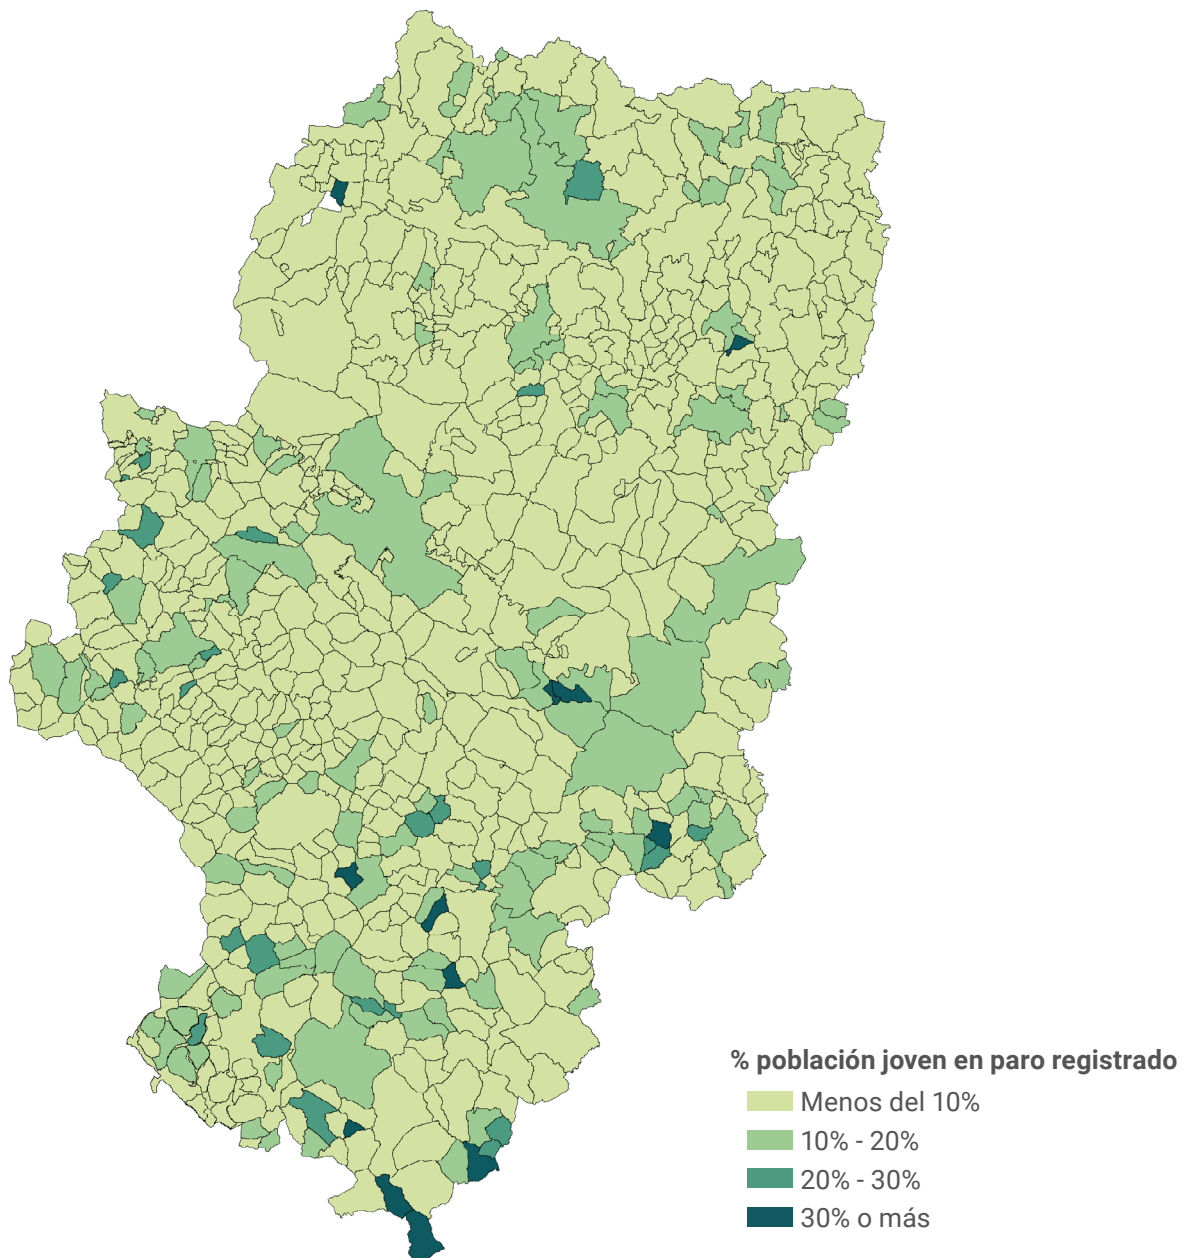 % población joven en paro registrado
Menos del 10%
10% - 20%
20% - 30%
30% o más